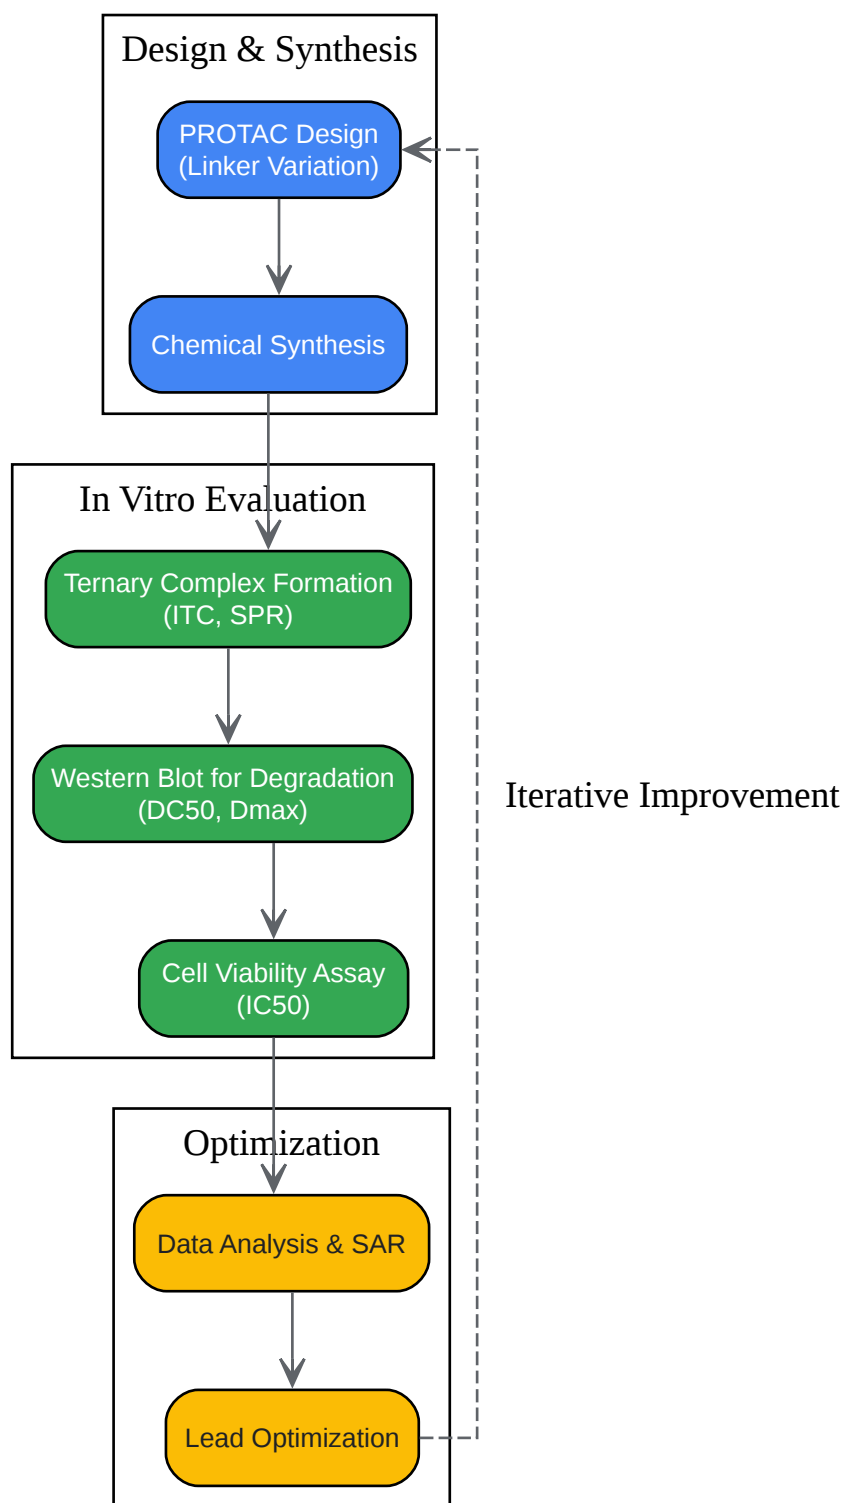 Design & Synthesis
PROTAC Design
(Linker Variation)
Chemical Synthesis
In Vitro Evaluation
Ternary Complex Formation
(ITC, SPR)
Western Blot for Degradation
(DC50, Dmax)
Iterative Improvement
Cell Viability Assay
(IC50)
Optimization
Data Analysis & SAR
Lead Optimization